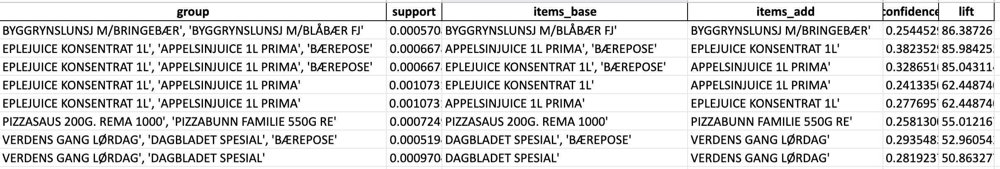 group support items_base items_add confidence lift
BYGGRYNSLUNSJ M/BRINGEBÆR', 'BYGGRYNSLUNSJ M/BLÅBÆR FJ' 0.000570 BYGGRYNSLUNSJ M/BLÅBÆR FJ' BYGGRYNSLUNSJ M/BRINGEBÆR' 0.254452 86.38726
EPLEJUICE KONSENTRAT 1L', 'APPELSINJUICE 1L PRIMA', 'BÆREPOSE' 0.000667 APPELSINJUICE 1L PRIMA', 'BÆREPOSE' EPLEJUICE KONSENTRAT 1L' 0.382352 85.98425
EPLEJUICE KONSENTRAT 1L', 'APPELSINJUICE 1L PRIMA', 'BÆREPOSE' 0.000667 EPLEJUICE KONSENTRAT 1L', 'BÆREPOSE' APPELSINJUICE 1L PRIMA' 0.328651 85.04311
EPLEJUICE KONSENTRAT 1L', 'APPELSINJUICE 1L PRIMA' 0.001073 EPLEJUICE KONSENTRAT 1L' APPELSINJUICE 1L PRIMA' 0.241335 62.44874
EPLEJUICE KONSENTRAT 1L', 'APPELSINJUICE 1L PRIMA' 0.001073 APPELSINJUICE 1L PRIMA' EPLEJUICE KONSENTRAT 1L' 0.277695 62.44874
PIZZASAUS 200G. REMA 1000', 'PIZZABUNN FAMILIE 550G RE' 0.000724 PIZZASAUS 200G. REMA 1000' PIZZABUNN FAMILIE 550G RE' 0.258130 55.01216
VERDENS GANG LØRDAG', 'DAGBLADET SPESIAL', 'BÆREPOSE' 0.000519 DAGBLADET SPESIAL', 'BÆREPOSE' VERDENS GANG LØRDAG' 0.293548 52.96054
VERDENS GANG LØRDAG', 'DAGBLADET SPESIAL' 0.000970 DAGBLADET SPESIAL' VERDENS GANG LØRDAG' 0.281923 50.86327